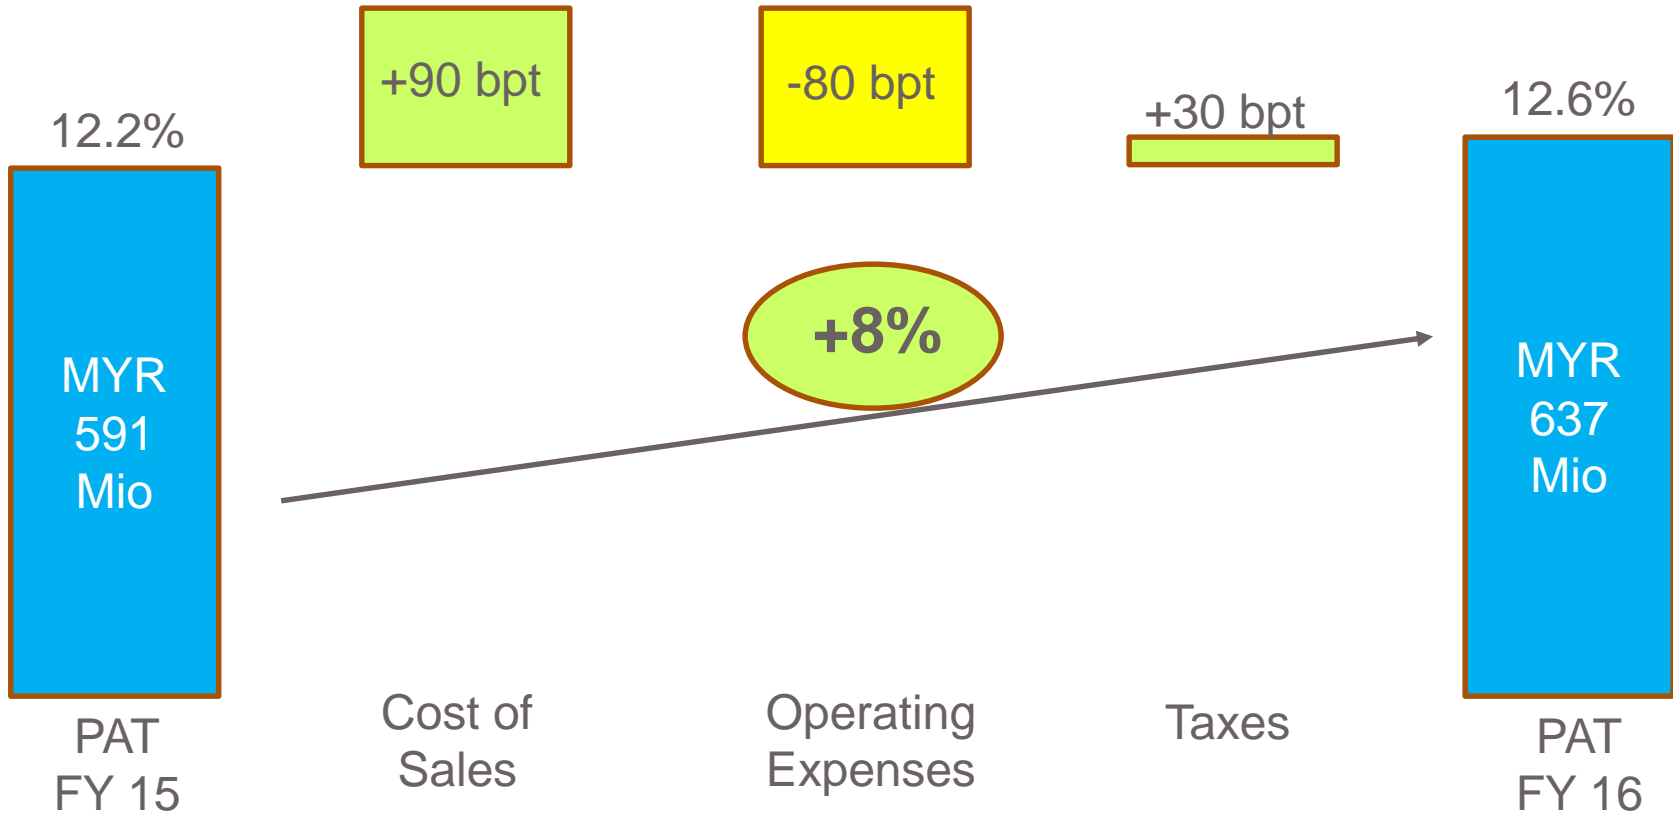 12.2%
+90 bpt
-80 bpt
+30 bpt
12.6%
+8%
MYR
591
Mio
MYR
637
Mio
PAT
FY 15
Cost of
Sales
Operating
Expenses
Taxes
PAT
FY 16